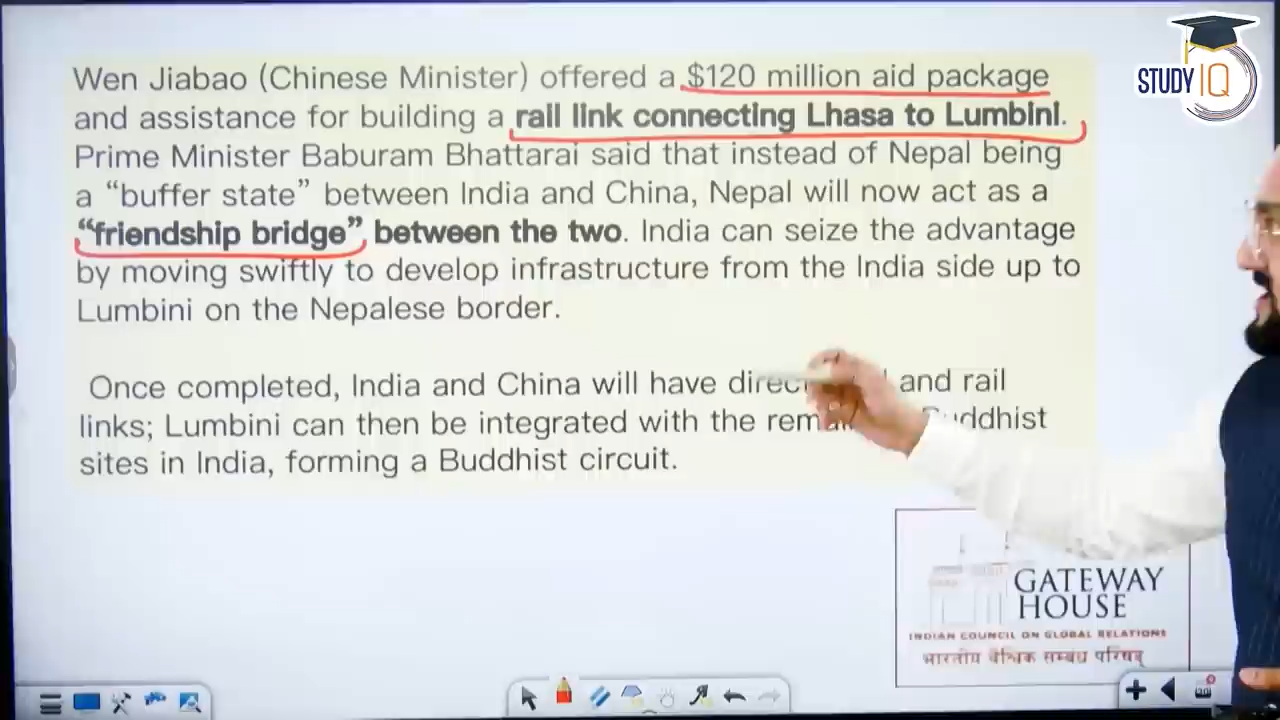 Wen Jiabao (Chinese Minister) offered a $120 million aid package
and assistance for building a rail link connecting Lhasa to Lumbini.
Prime Minister Baburam Bhattarai said that instead of Nepal being
a “buffer state” between India and China, Nepal will now act as a
“friendship bridge” between the two. India can seize the advantage
by moving swiftly to develop infrastructure from the India side up to
Lumbini on the Nepalese border.
Once completed, India and China will have and rail
links; Lumbini can then be integrated with the
sites in India, forming a Buddhist circuit.
STUDY IQ
GATEWAY
HOUSE
INDIAN COUNCIL ON GLOBAL RELATIONS
भारतीय वैश्विक सम्बंध परिषद्